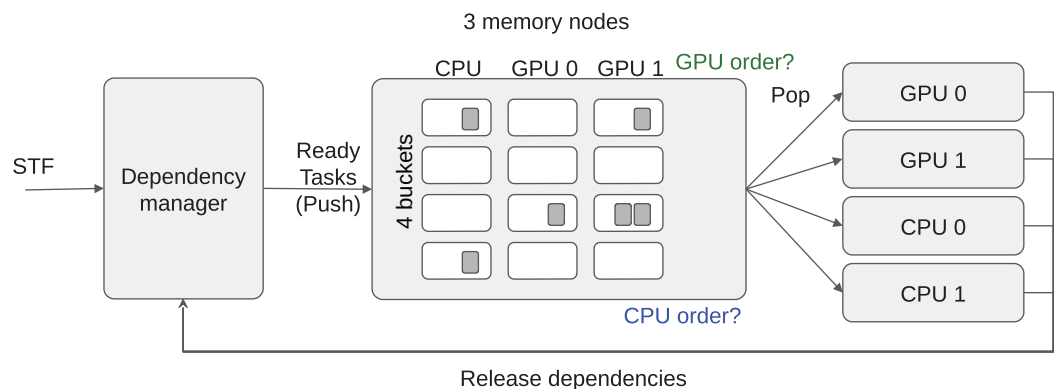 3 memory nodes
CPU GPU 0 GPU 1 GPU order?
STF
Dependency
manager
Ready
Tasks
(Push)
4 buckets
CPU order?
Pop
GPU 0
GPU 1
CPU 0
CPU 1
Release dependencies